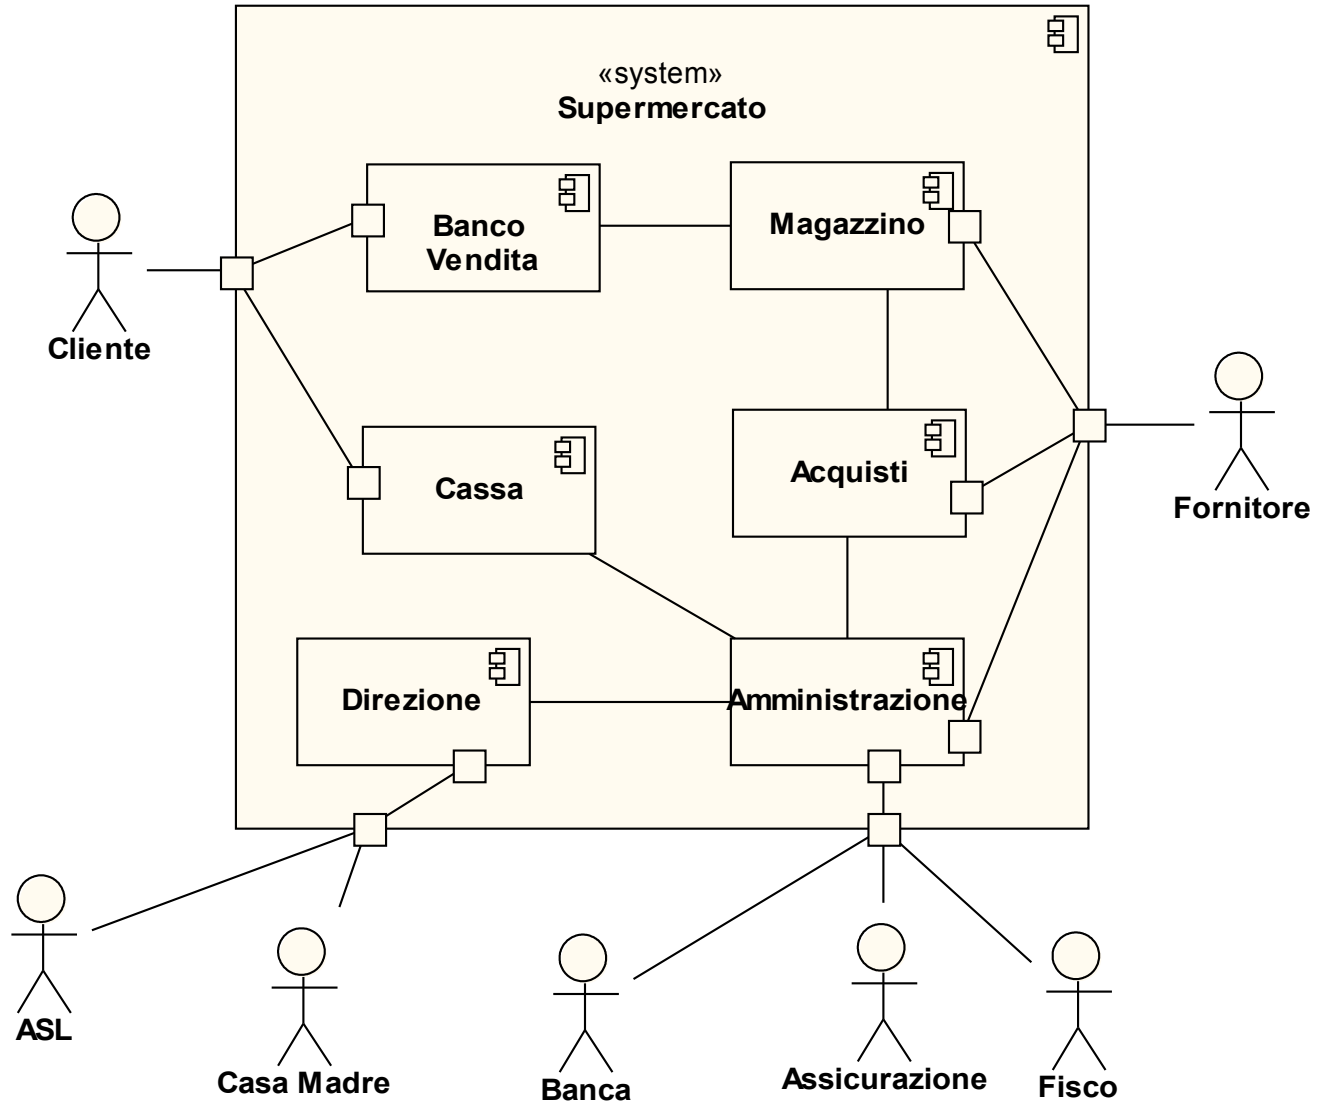 «system»
Supermercato
Banco
Vendita
Magazzino
Cliente
Cassa
Acquisti
Fornitore
Direzione
Amministrazione
ASL
Casa Madre
Banca
Assicurazione
Fisco